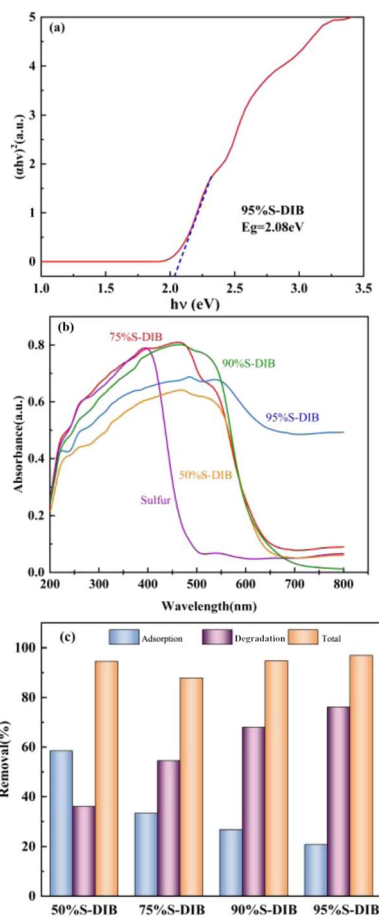 (a)
5
4
3
2
1
0
(αhv)²(a.u.)
95%S-DIB
Eg=2.08eV
1.0 1.5 2.0 2.5 3.0 3.5
hν (eV)
(b)
75%S-DIB
90%S-DIB
95%S-DIB
50%S-DIB
Sulfur
0.8
0.6
0.4
0.2
0.0
Absorbance(a.u.)
200 300 400 500 600 700 800
Wavelength(nm)
(c)
Adsorption Degradation Total
100
80
60
40
20
0
Removal(%)
50%S-DIB 75%S-DIB 90%S-DIB 95%S-DIB